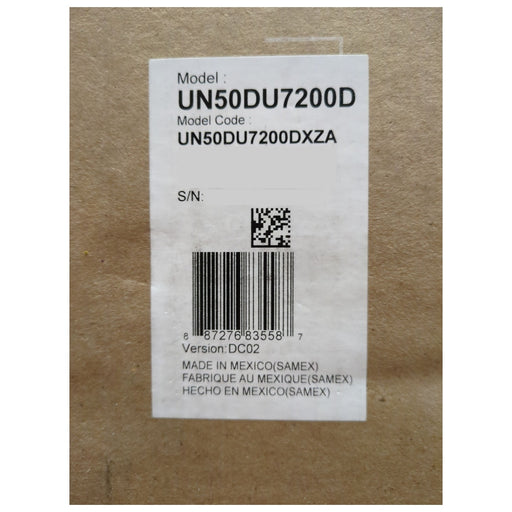 Model :
UN50DU7200D
Model Code :
UN50DU7200DXZA
S/N:
8 87276 83558 7
Version:DC02
MADE IN MEXICO(SAMEX)
FABRIQUE AU MEXIQUE(SAMEX)
HECHO EN MEXICO(SAMEX)